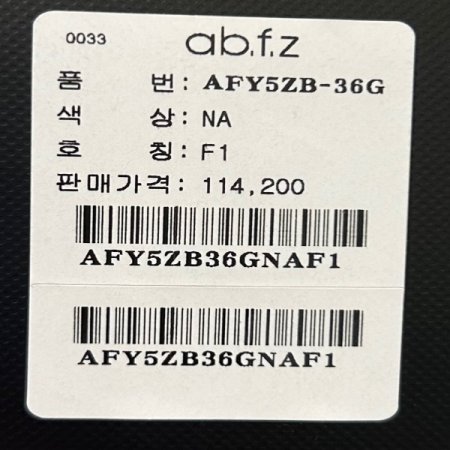 0033 ab.f.z
품 번: AFY5ZB-36G
색 상: NA
호 칭: F1
판매가격: 114,200
AFY5ZB36GNAF1
AFY5ZB36GNAF1